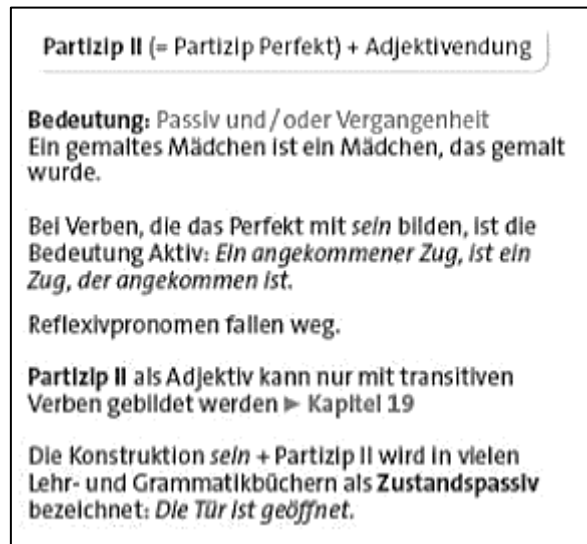 Partizip II (= Partizip Perfekt) + Adjektivendung
Bedeutung: Passiv und/oder Vergangenheit
Ein gemaltes Mädchen ist ein Mädchen, das gemalt
wurde.
Bei Verben, die das Perfekt mit sein bilden, ist die
Bedeutung Aktiv: Ein angekommener Zug, ist ein
Zug, der angekommen ist.
Reflexivpronomen fallen weg.
Partizip II als Adjektiv kann nur mit transitiven
Verben gebildet werden ► Kapitel 19
Die Konstruktion sein + Partizip II wird in vielen
Lehr- und Grammatikbüchern als Zustandspassiv
bezeichnet: Die Tür ist geöffnet.